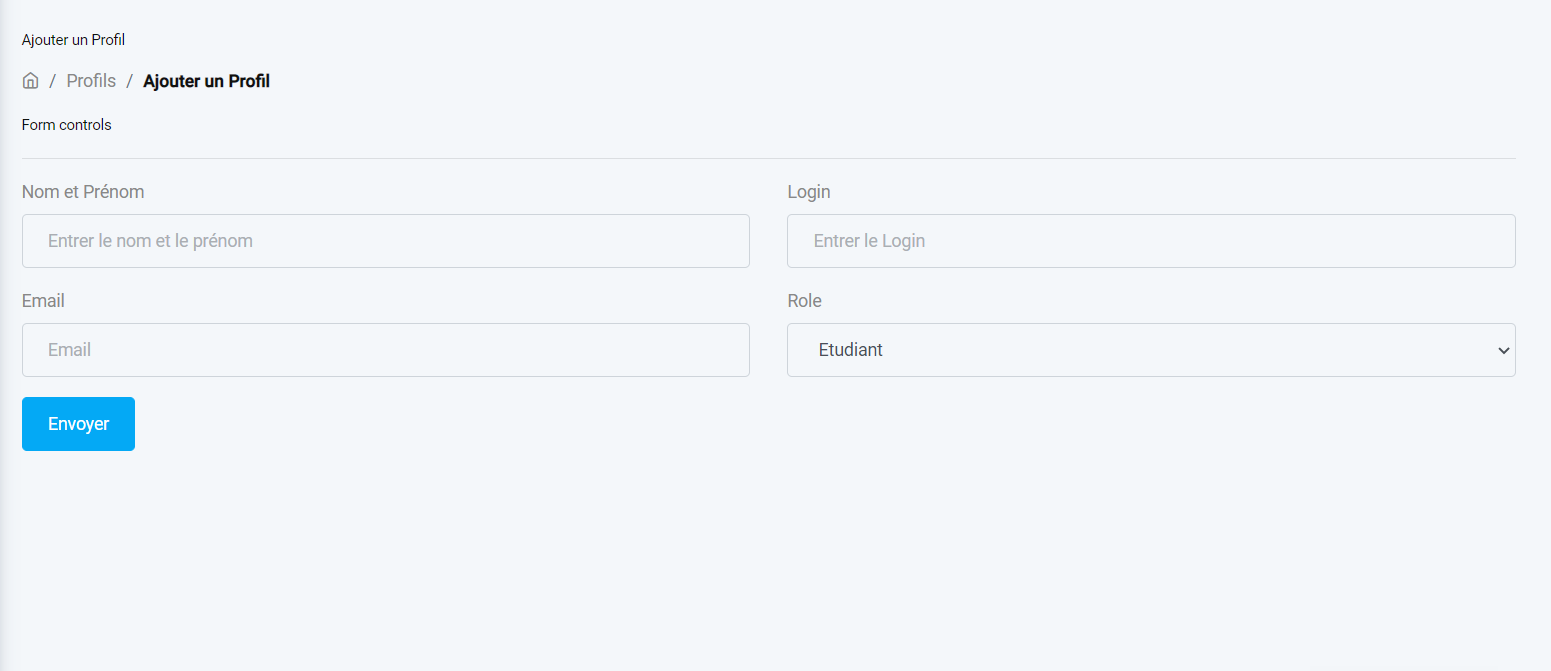 Ajouter un Profil
/ Profils / Ajouter un Profil
Form controls
Nom et Prénom
Login
Entrer le nom et le prénom
Entrer le Login
Email
Role
Email
Etudiant
Envoyer